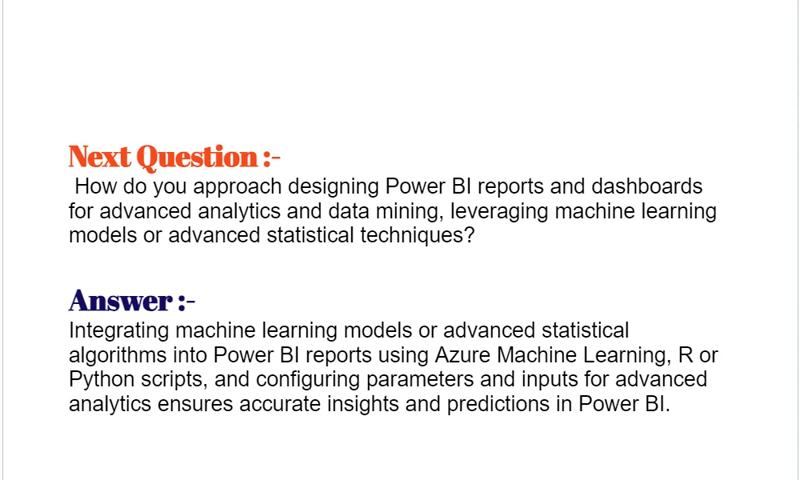 Next Question :-
How do you approach designing Power BI reports and dashboards
for advanced analytics and data mining, leveraging machine learning
models or advanced statistical techniques?
Answer :-
Integrating machine learning models or advanced statistical
algorithms into Power BI reports using Azure Machine Learning, R or
Python scripts, and configuring parameters and inputs for advanced
analytics ensures accurate insights and predictions in Power BI.